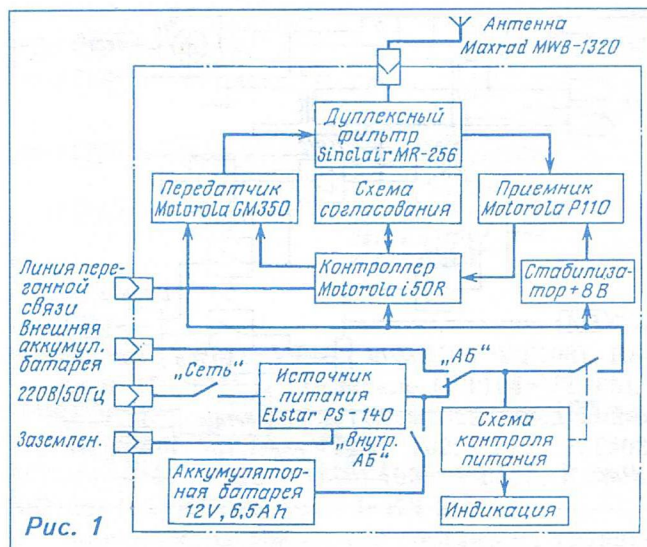 Антенна
Maxrad MWB-1320
Дуплексный
фильтр
Sinclair MR-256
Передатчик
Motorola GM350
Схема
согласования
Приемник
Motorola P110
Линия пере-
гонной
связи
Контроллер
Motorola i50R
Стабилиза-
тор +8 В
Внешняя
аккумул.
батарея
„Сеть"
Источник
питания
Elstar PS-140
„АБ"
220В/50Гц
Схема
контроля
питания
Заземлен.
„Внутр.
АБ"
Аккумулятор-
ная батарея
12V, 6,5Ah
Индикация
Рис. 1